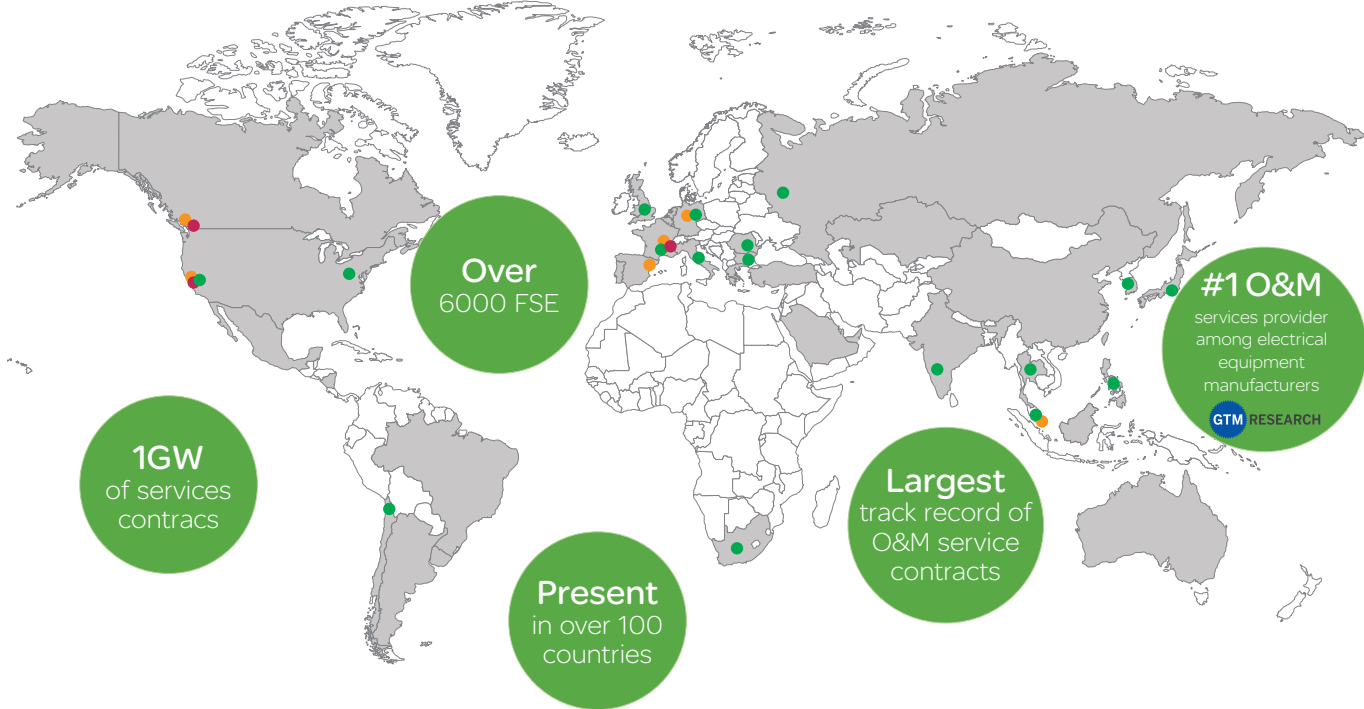 Over
6000 FSE
#1 O&M
services provider
among electrical
equipment
manufacturers
GTM RESEARCH
1GW
of services
contracs
Largest
track record of
O&M service
contracts
Present
in over 100
countries